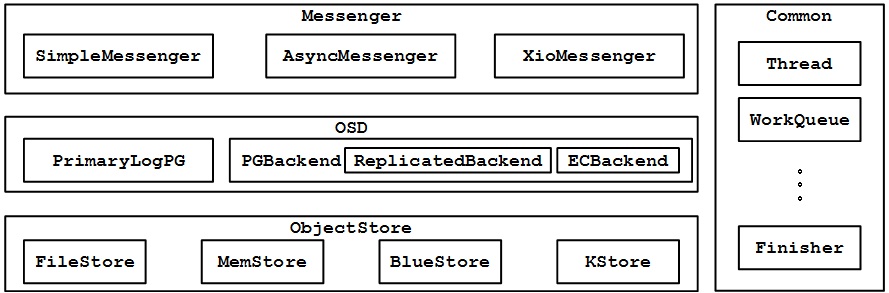 Messenger
SimpleMessenger AsyncMessenger XioMessenger
OSD
PrimaryLogPG PGBackend ReplicatedBackend ECBackend
ObjectStore
FileStore MemStore BlueStore KStore
Common
Thread
WorkQueue
Finisher